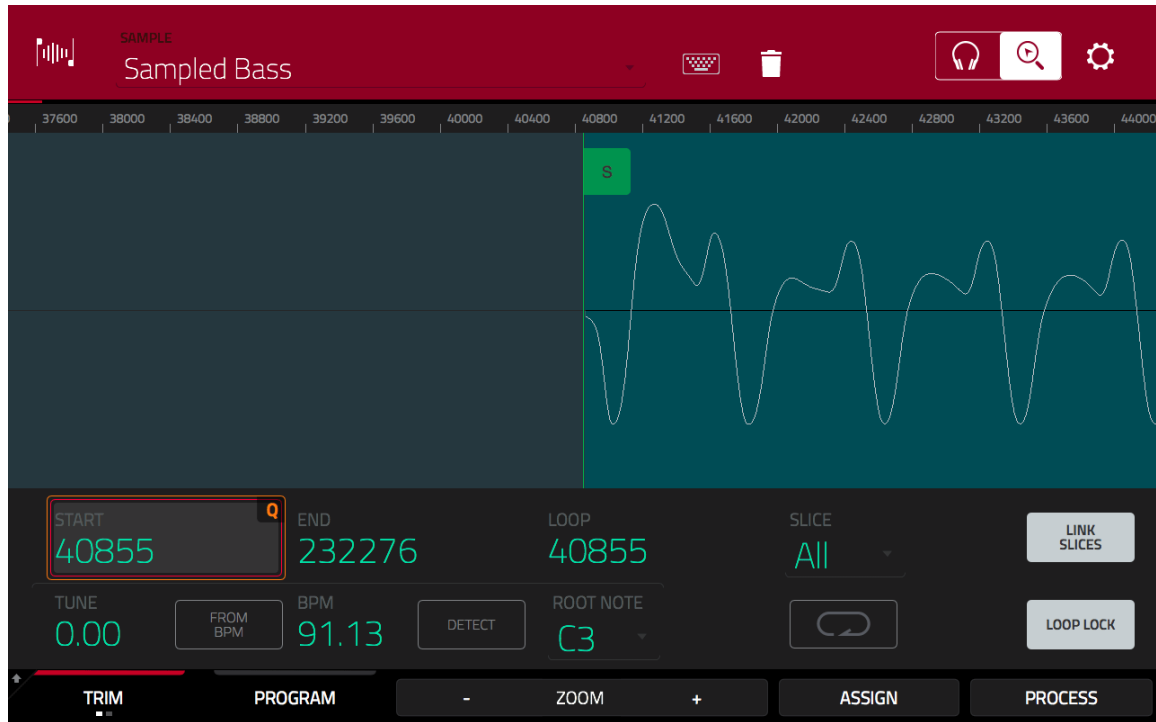 SAMPLE
Sampled Bass
37600 38000 38400 38800 39200 39600 40000 40400 40800 41200 41600 42000 42400 42800 43200 43600 44000
S
START Q END LOOP SLICE LINK
40855 232276 40855 All SLICES
TUNE FROM BPM DETECT ROOT NOTE LOOP LOCK
0.00 BPM 91.13 C3
TRIM PROGRAM - ZOOM + ASSIGN PROCESS